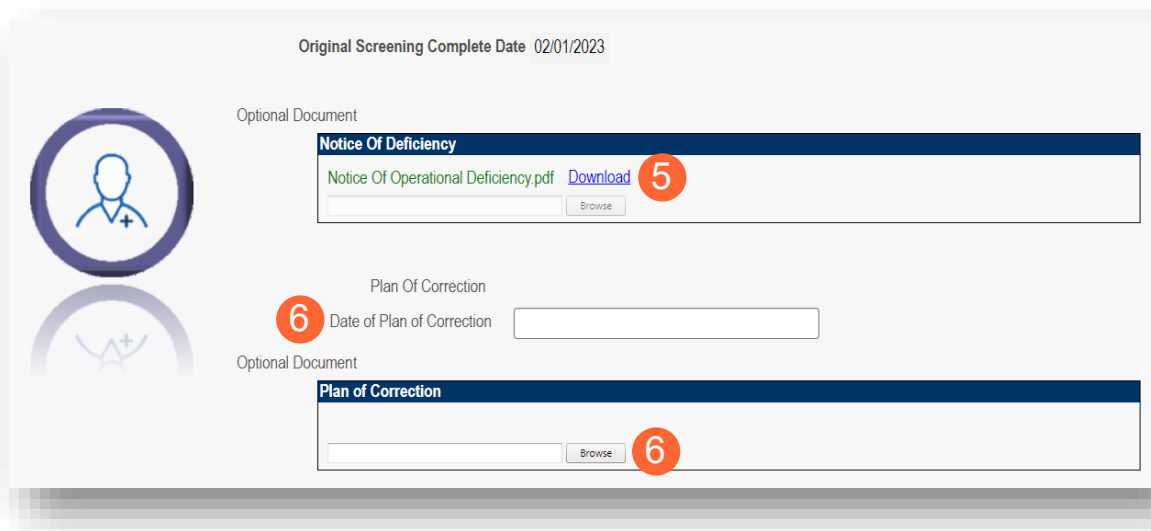 Original Screening Complete Date 02/01/2023
Optional Document
Notice Of Deficiency
Notice Of Operational Deficiency.pdf Download 5
Browse
Plan Of Correction
6 Date of Plan of Correction
Optional Document
Plan of Correction
Browse 6